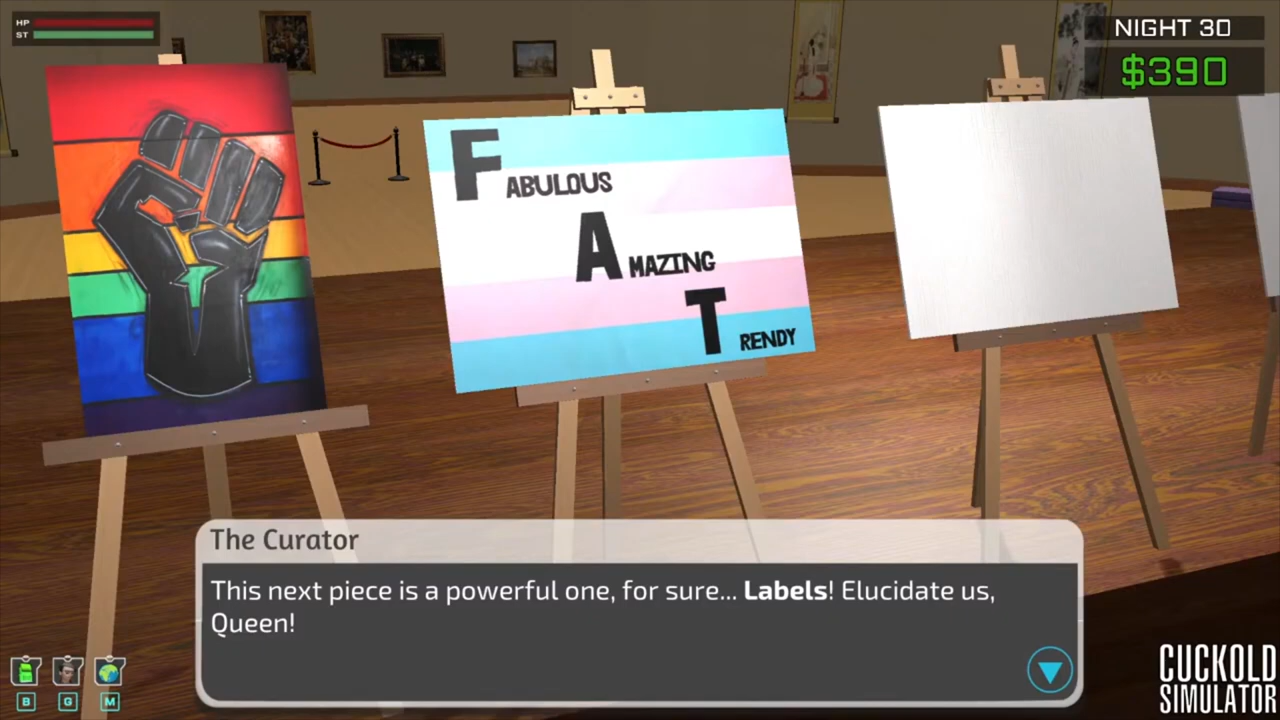 HP
ST
NIGHT 30
$390
FABULOUS
AMAZING
TRENDY
The Curator
This next piece is a powerful one, for sure... Labels! Elucidate us,
Queen!
B G M
CUCKOLD
SIMULATOR